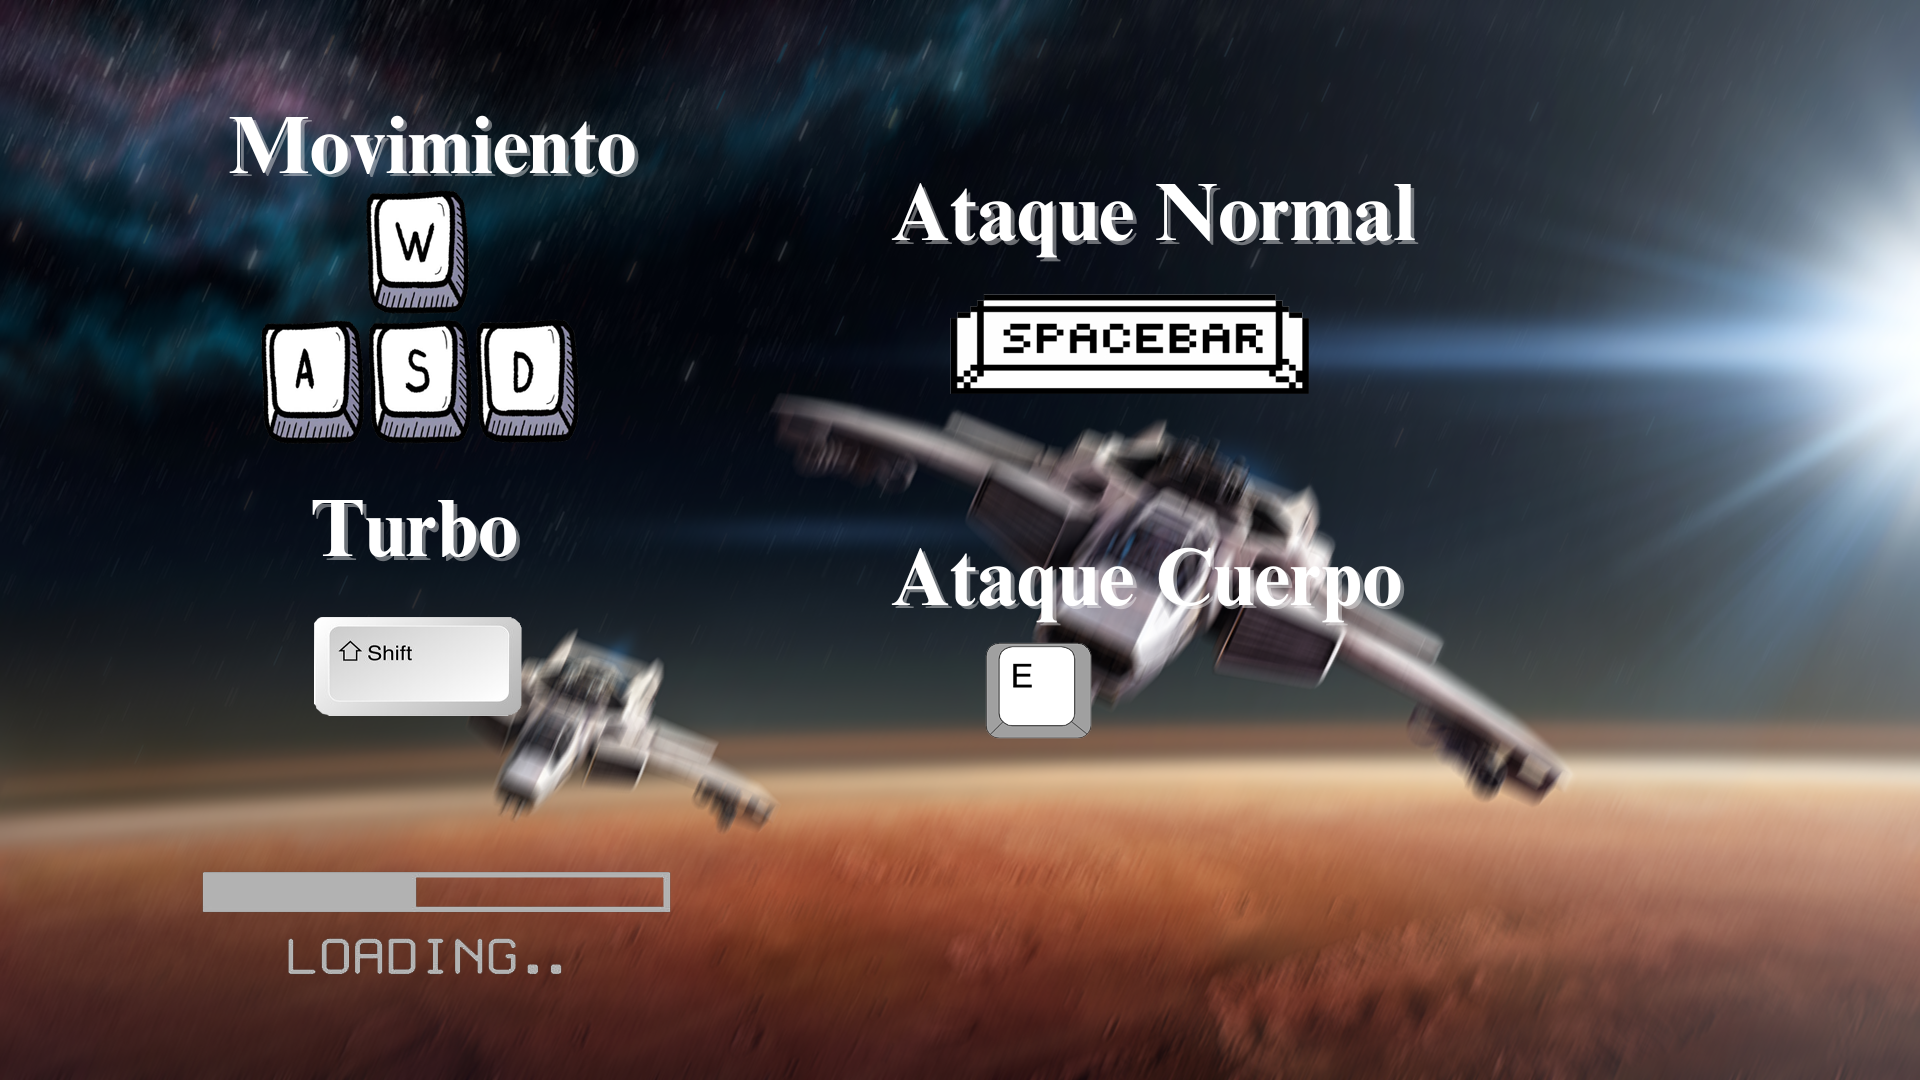 Movimiento
W
A S D
Turbo
Shift
Ataque Normal
SPACEBAR
Ataque Cuerpo
E
LOADING..